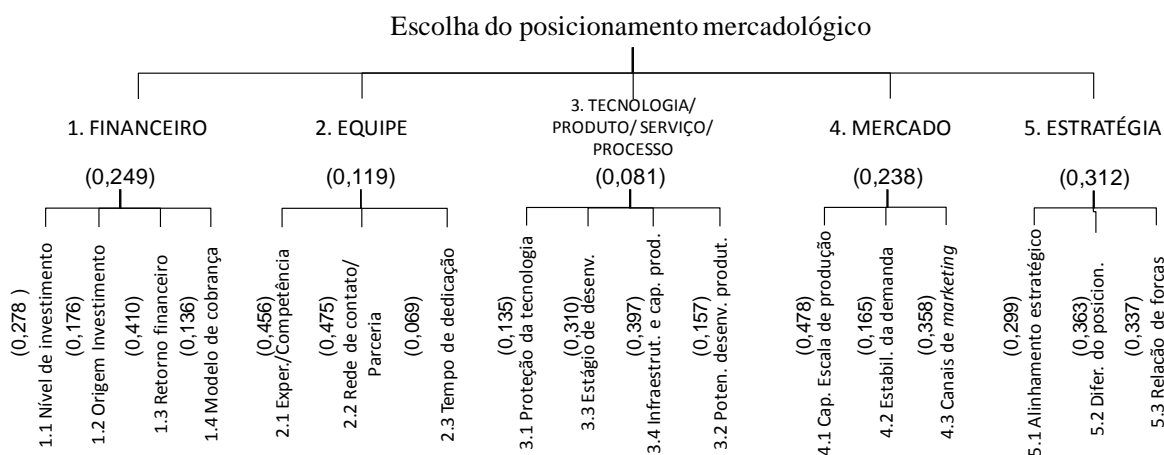 Escolha do posicionamento mercadológico
1. FINANCEIRO
(0,249)
(0,278)
1.1 Nível de investimento
(0,176)
1.2 Origem Investimento
(0,410)
1.3 Retorno financeiro
(0,136)
1.4 Modelo de cobrança
2. EQUIPE
(0,119)
(0,456)
2.1 Exper./Competência
(0,475)
2.2 Rede de contato/
Parceria
(0,069)
2.3 Tempo de dedicação
3. TECNOLOGIA/
PRODUTO/ SERVIÇO/
PROCESSO
(0,081)
(0,135)
3.1 Proteção da tecnologia
(0,310)
3.3 Estágio de desenv.
(0,397)
3.4 Infraestrut. e cap. prod.
(0,157)
3.2 Poten. desenv. produt.
4. MERCADO
(0,238)
(0,478)
4.1 Cap. Escala de produção
(0,165)
4.2 Estabil. da demanda
(0,358)
4.3 Canais de marketing
5. ESTRATÉGIA
(0,312)
(0,299)
5.1 Alinhamento estratégico
(0,363)
5.2 Difer. do posicion.
(0,337)
5.3 Relacão de forcas